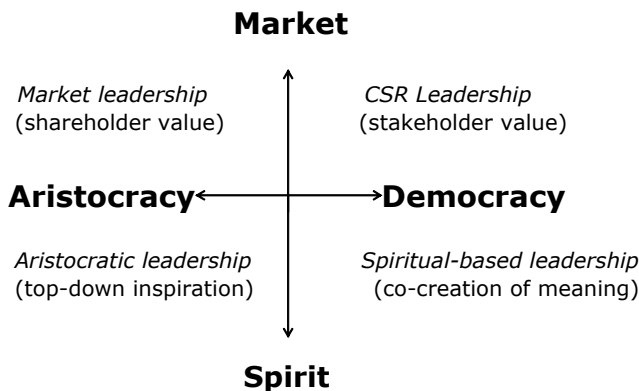 Market
Market leadership
(shareholder value)
CSR Leadership
(stakeholder value)
Aristocracy
Democracy
Aristocratic leadership
(top-down inspiration)
Spiritual-based leadership
(co-creation of meaning)
Spirit